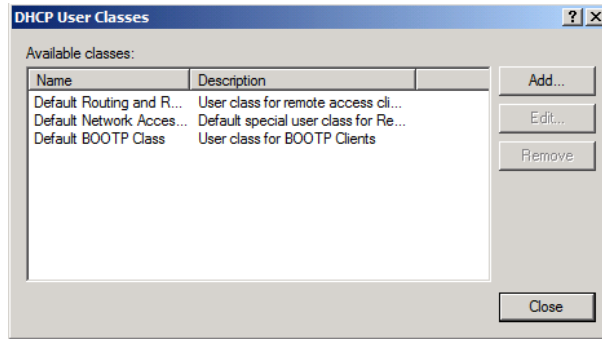 DHCP User Classes
Available classes:
Name Description
Default Routing and R... User class for remote access cli...
Default Network Acces... Default special user class for Re...
Default BOOTP Class User class for BOOTP Clients
Add...
Edit...
Remove
Close